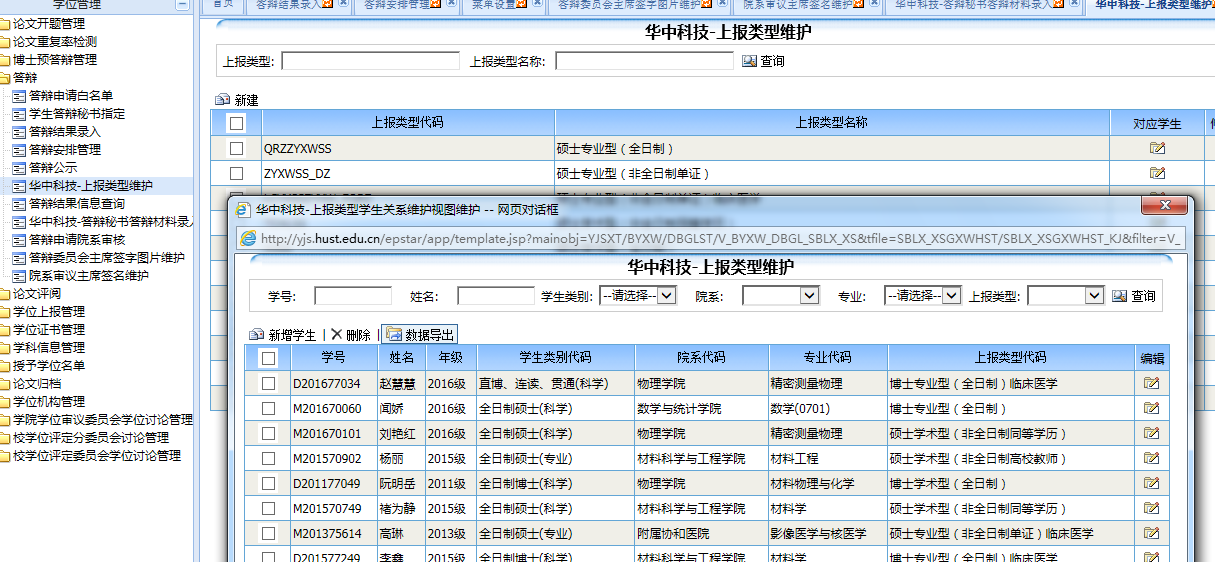 学位管理
首页 答辩结果录入 答辩安排管理 菜单设置 答辩委员会主席签字图片维护 院系审议主席签名维护 华中科技-答辩秘书答辩材料录入 华中科技-上报类型维护
论文开题管理
论文重复率检测
博士预答辩管理
答辩
答辩申请白名单
学生答辩秘书指定
答辩结果录入
答辩安排管理
答辩公示
华中科技-上报类型维护
答辩结果信息查询
华中科技-答辩秘书答辩材料录入
答辩申请院系审核
答辩委员会主席签字图片维护
院系审议主席签名维护
论文评阅
学位上报管理
学位证书管理
学科信息管理
授予学位名单
论文归档
学位机构管理
学院学位审议委员会学位讨论管理
校学位评定分委员会讨论管理
校学位评定委员会学位讨论管理
华中科技-上报类型维护
上报类型: 上报类型名称: 查询
新建
上报类型代码 上报类型名称 对应学生
QRZZYXWSS 硕士专业型（全日制）
ZYXWSS_DZ 硕士专业型（非全日制单证）
华中科技-上报类型学生关系维护视图维护 -- 网页对话框
http://yjs.hust.edu.cn/epstar/app/template.jsp?mainobj=YJSXT/BYXW/DBGLST/V_BYXW_DBGL_SBLX_XS&tfile=SBLX_XSGXWHST/SBLX_XSGXWHST_KJ&filter=V_
华中科技-上报类型维护
学号: 姓名: 学生类别: --请选择-- 院系: 专业: --请选择-- 上报类型: 查询
新增学生 | 删除 | 数据导出
学号 姓名 年级 学生类别代码 院系代码 专业代码 上报类型代码 编辑
D201677034 赵慧慧 2016级 直博、连读、贯通(科学) 物理学院 精密测量物理 博士专业型（全日制）临床医学
M201670060 闻娇 2016级 全日制硕士(科学) 数学与统计学院 数学(0701) 博士专业型（全日制）
M201670101 刘艳红 2016级 全日制硕士(科学) 物理学院 精密测量物理 硕士学术型（非全日制同等学历）
M201570902 杨丽 2015级 全日制硕士(专业) 材料科学与工程学院 材料工程 硕士学术型（非全日制高校教师）
D201177049 阮明岳 2011级 全日制博士(科学) 物理学院 材料物理与化学 博士学术型（全日制）
M201570749 褚为静 2015级 全日制硕士(科学) 材料科学与工程学院 材料学 硕士学术型（非全日制同等学历）
M201375614 高琳 2013级 全日制硕士(专业) 附属协和医院 影像医学与核医学 硕士专业型（非全日制单证）临床医学
D201577249 李鑫 2015级 全日制博士(科学) 材料科学与工程学院 材料学 博士专业型（全日制）临床医学